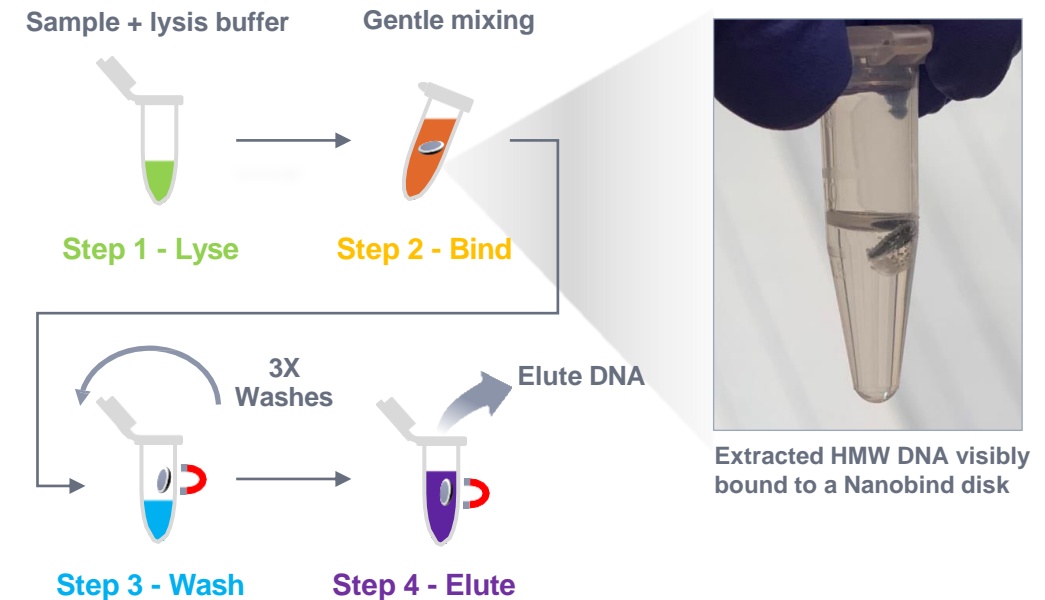 Sample + lysis buffer
Gentle mixing
Step 1 - Lyse
Step 2 - Bind
3X
Washes
Elute DNA
Extracted HMW DNA visibly
bound to a Nanobind disk
Step 3 - Wash
Step 4 - Elute